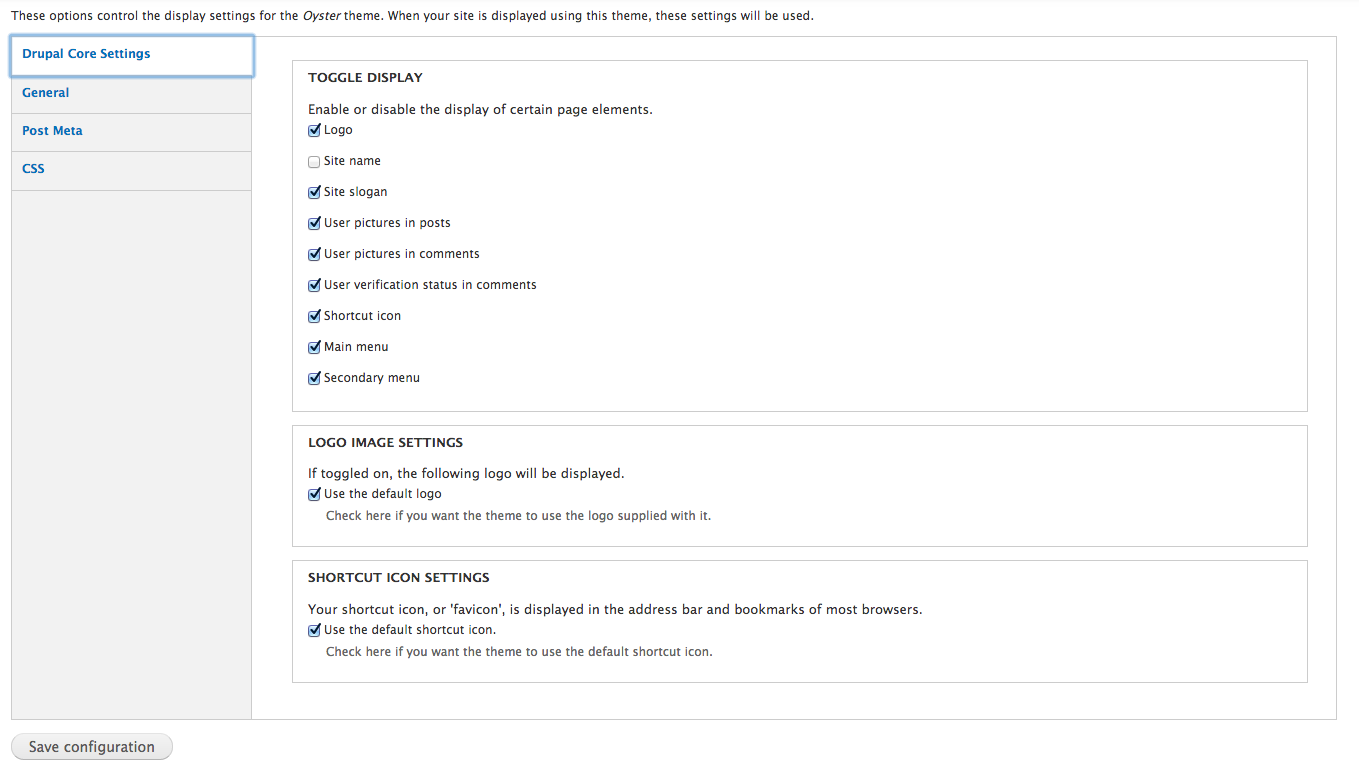 These options control the display settings for the Oyster theme. When your site is displayed using this theme, these settings will be used.
Drupal Core Settings
General
Post Meta
CSS
TOGGLE DISPLAY
Enable or disable the display of certain page elements.
Logo
Site name
Site slogan
User pictures in posts
User pictures in comments
User verification status in comments
Shortcut icon
Main menu
Secondary menu
LOGO IMAGE SETTINGS
If toggled on, the following logo will be displayed.
Use the default logo
Check here if you want the theme to use the logo supplied with it.
SHORTCUT ICON SETTINGS
Your shortcut icon, or 'favicon', is displayed in the address bar and bookmarks of most browsers.
Use the default shortcut icon.
Check here if you want the theme to use the default shortcut icon.
Save configuration